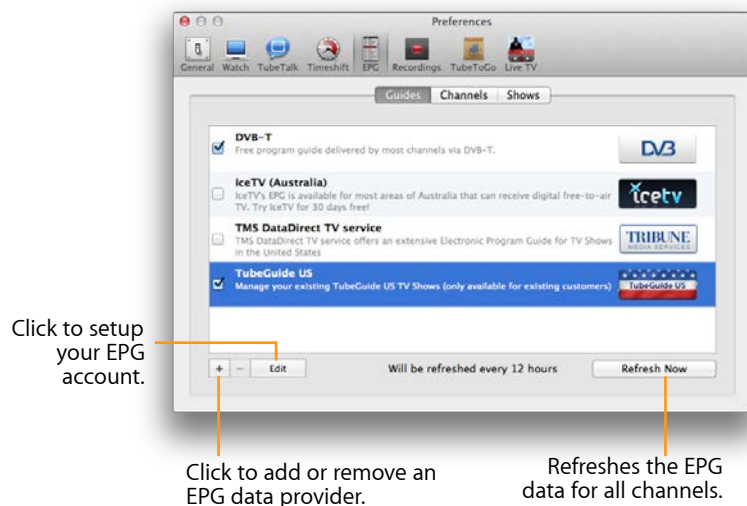 Preferences
General Watch TubeTalk Timeshift EPG Recordings TubeToGo Live TV
Guides Channels Shows
DVB-T
Free program guide delivered by most channels via DVB-T.
DVB
IceTV (Australia)
IceTV's EPG is available for most areas of Australia that can receive digital free-to-air
TV. Try IceTV for 30 days free!
icetv
TMS DataDirect TV service
TMS DataDirect TV service offers an extensive Electronic Program Guide for TV Shows
in the United States
TRIBUNE
MEDIA SERVICES
TubeGuide US
Manage your existing TubeGuide US TV Shows (only available for existing customers)
TubeGuide US
Click to setup
your EPG
account.
+ - Edit
Will be refreshed every 12 hours
Refresh Now
Click to add or remove an
EPG data provider.
Refreshes the EPG
data for all channels.